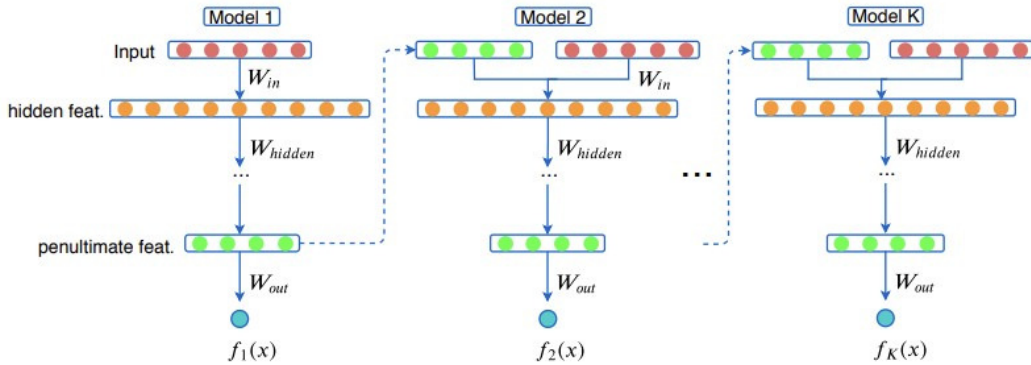 Model 1 Model 2 Model K
Input
W_in W_in
hidden feat.
W_hidden W_hidden W_hidden
... ... ... ...
penultimate feat.
W_out W_out W_out
f_1(x) f_2(x) f_K(x)